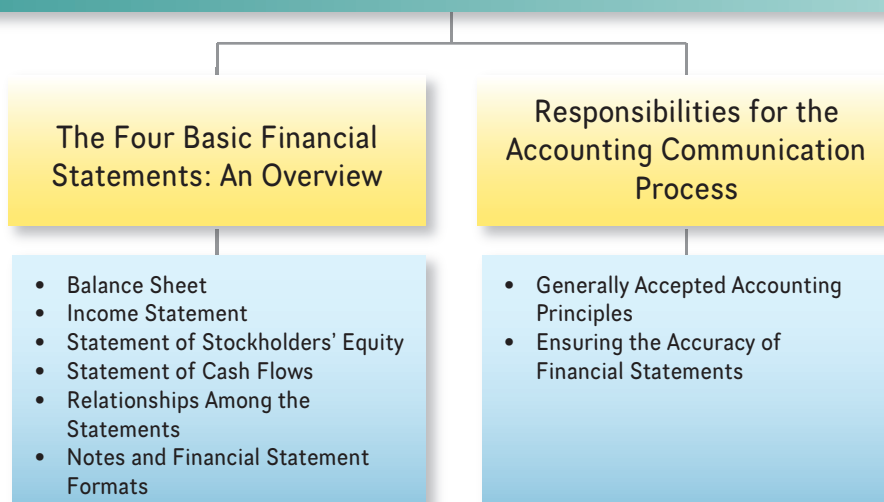 The Four Basic Financial
Statements: An Overview
• Balance Sheet
• Income Statement
• Statement of Stockholders’ Equity
• Statement of Cash Flows
• Relationships Among the
Statements
• Notes and Financial Statement
Formats
Responsibilities for the
Accounting Communication
Process
• Generally Accepted Accounting
Principles
• Ensuring the Accuracy of
Financial Statements